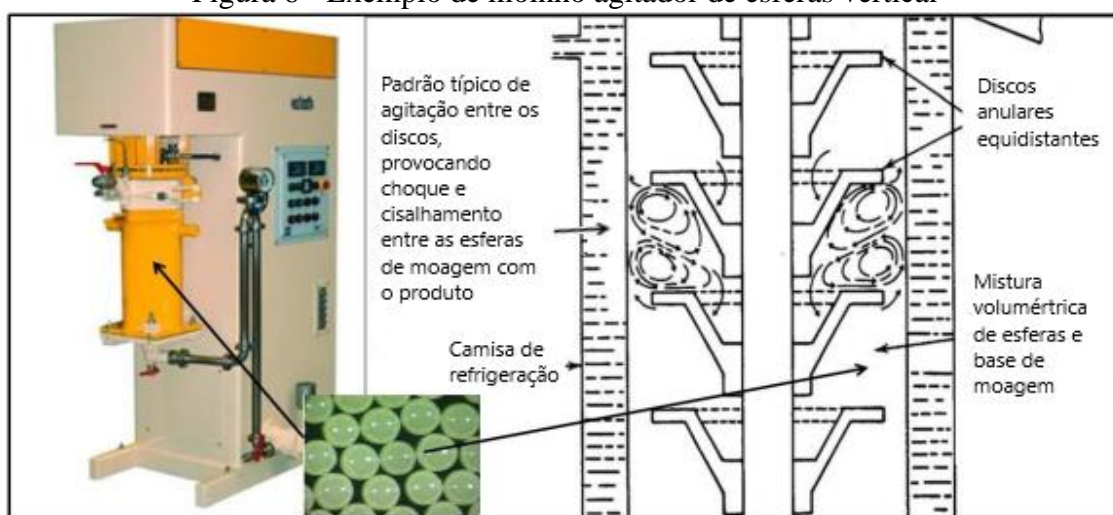 Figura 6 - Exemplo de moinho agitador de esferas vertical
Padrão típico de
agitação entre os
discos,
provocando
choque e
cisalhamento
entre as esferas
de moagem com
o produto
Camisa de
refrigeração
Discos
anulares
equidistantes
Mistura
volumértrica
de esferas e
base de
moagem